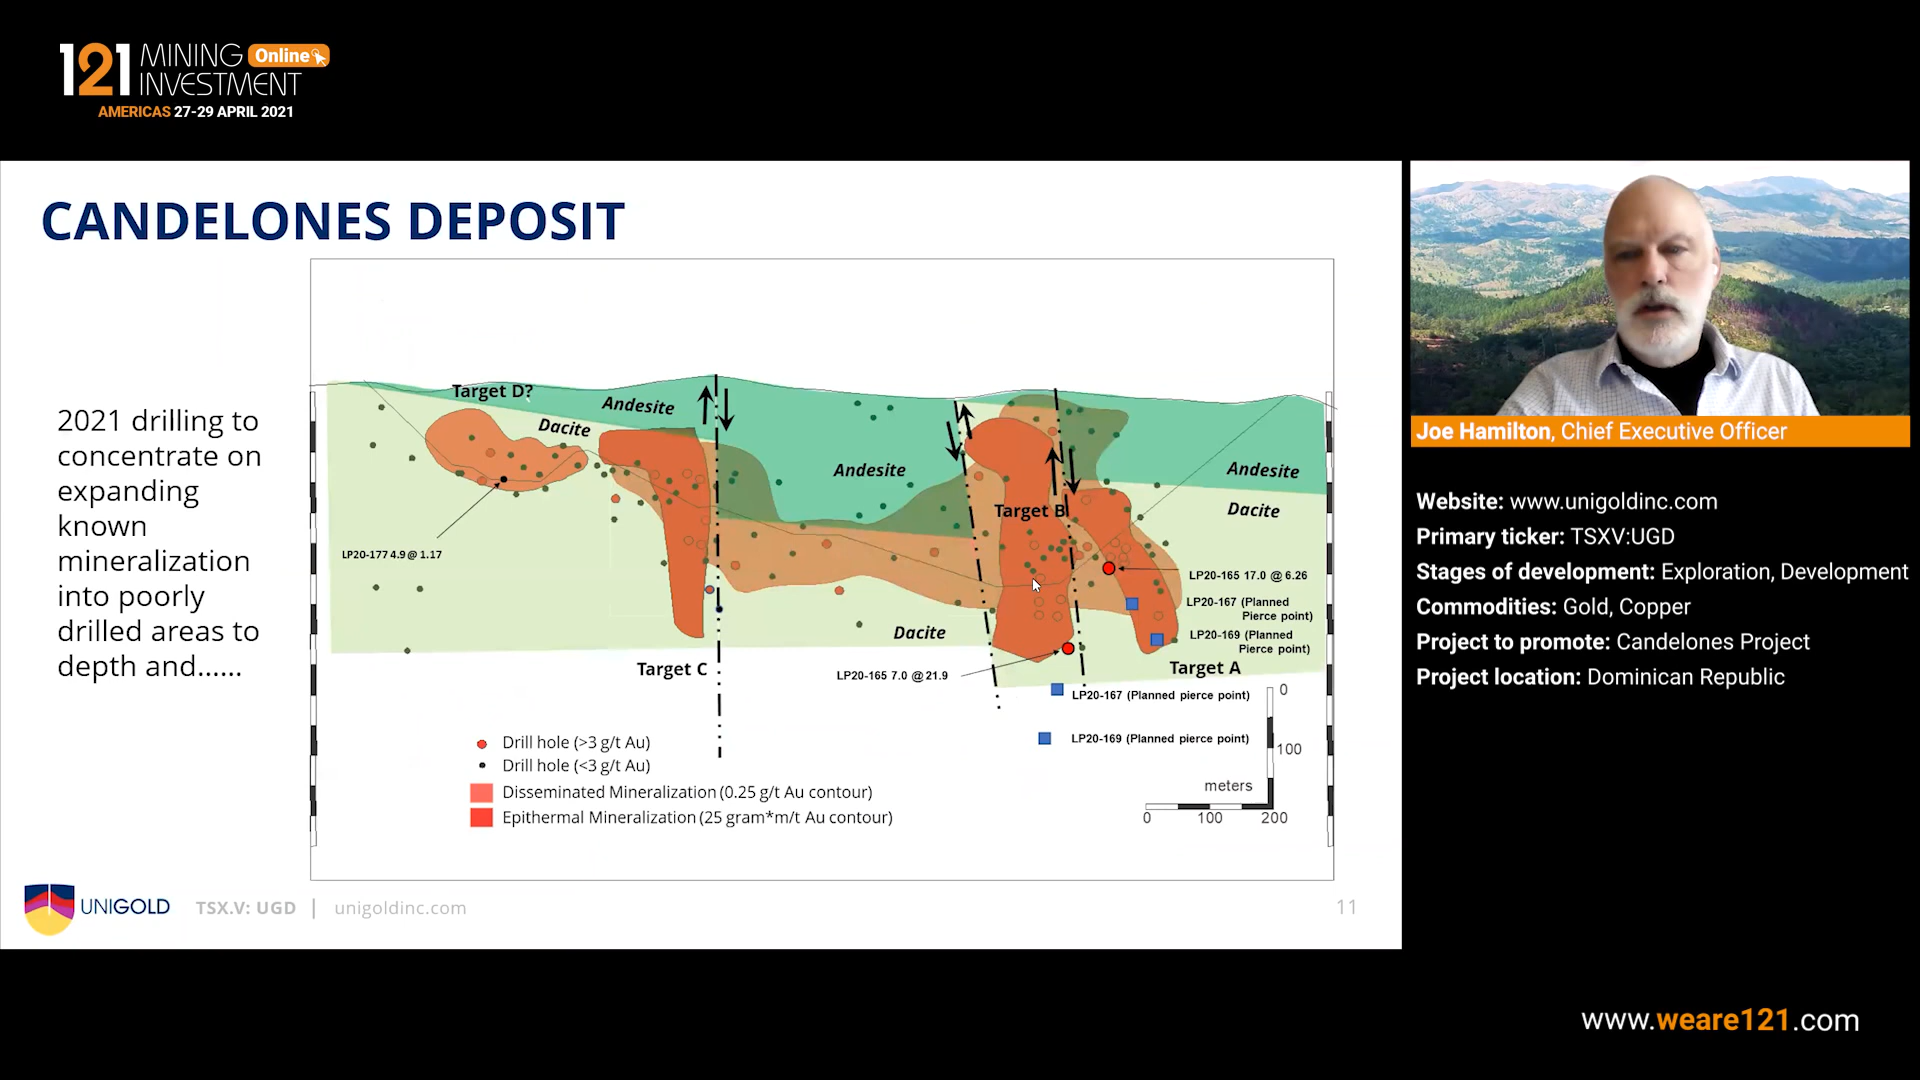 121 MINING Online
INVESTMENT
AMERICAS 27-29 APRIL 2021
CANDELONES DEPOSIT
2021 drilling to
concentrate on
expanding
known
mineralization
into poorly
drilled areas to
depth and......
Target D?
Andesite
Dacite
Andesite
Andesite
Dacite
Target B
LP20-177 4.9 @ 1.17
LP20-165 17.0 @ 6.26
LP20-167 (Planned
Pierce point)
LP20-169 (Planned
Pierce point)
Dacite
Target C
LP20-165 7.0 @ 21.9
Target A
LP20-167 (Planned pierce point)
LP20-169 (Planned pierce point)
0
100
meters
0 100 200
Drill hole (>3 g/t Au)
Drill hole (<3 g/t Au)
Disseminated Mineralization (0.25 g/t Au contour)
Epithermal Mineralization (25 gram*m/t Au contour)
UNIGOLD TSX.V: UGD | unigoldinc.com
11
Joe Hamilton, Chief Executive Officer
Website: www.unigoldinc.com
Primary ticker: TSXV:UGD
Stages of development: Exploration, Development
Commodities: Gold, Copper
Project to promote: Candelones Project
Project location: Dominican Republic
www.weare121.com